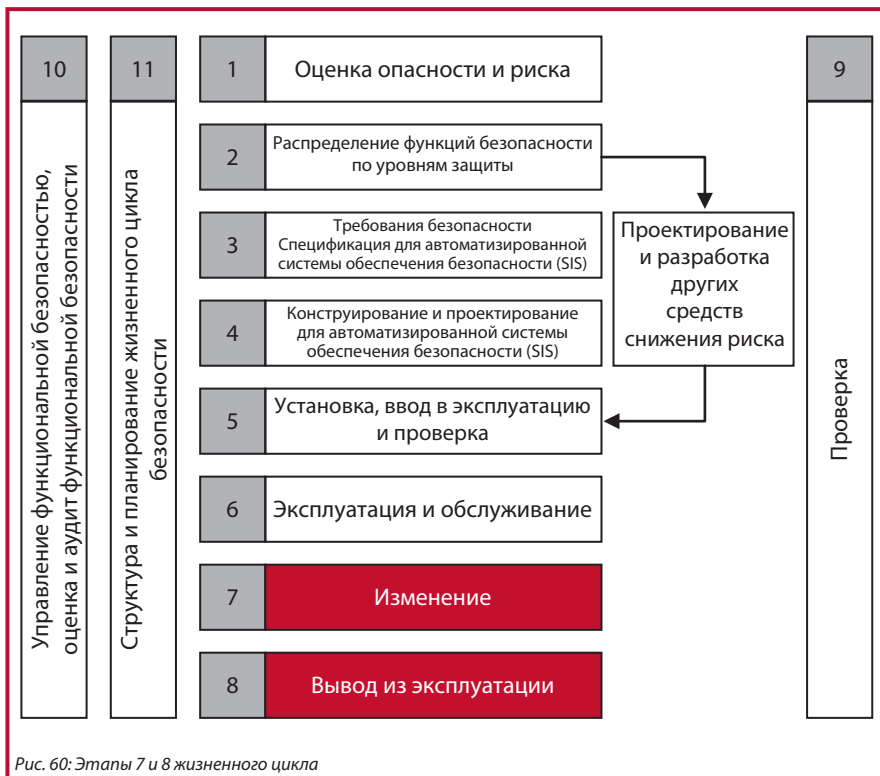 10
Управление функциональной безопасностью,
оценка и аудит функциональной безопасности
11
Структура и планирование жизненного цикла
безопасности
1
Оценка опасности и риска
2
Распределение функций безопасности
по уровням защиты
3
Требования безопасности
Спецификация для автоматизированной
системы обеспечения безопасности (SIS)
4
Конструирование и проектирование
для автоматизированной системы
обеспечения безопасности (SIS)
5
Установка, ввод в эксплуатацию
и проверка
6
Эксплуатация и обслуживание
7
Изменение
8
Вывод из эксплуатации
Проектирование
и разработка
других
средств
снижения риска
9
Проверка
Рис. 60: Этапы 7 и 8 жизненного цикла